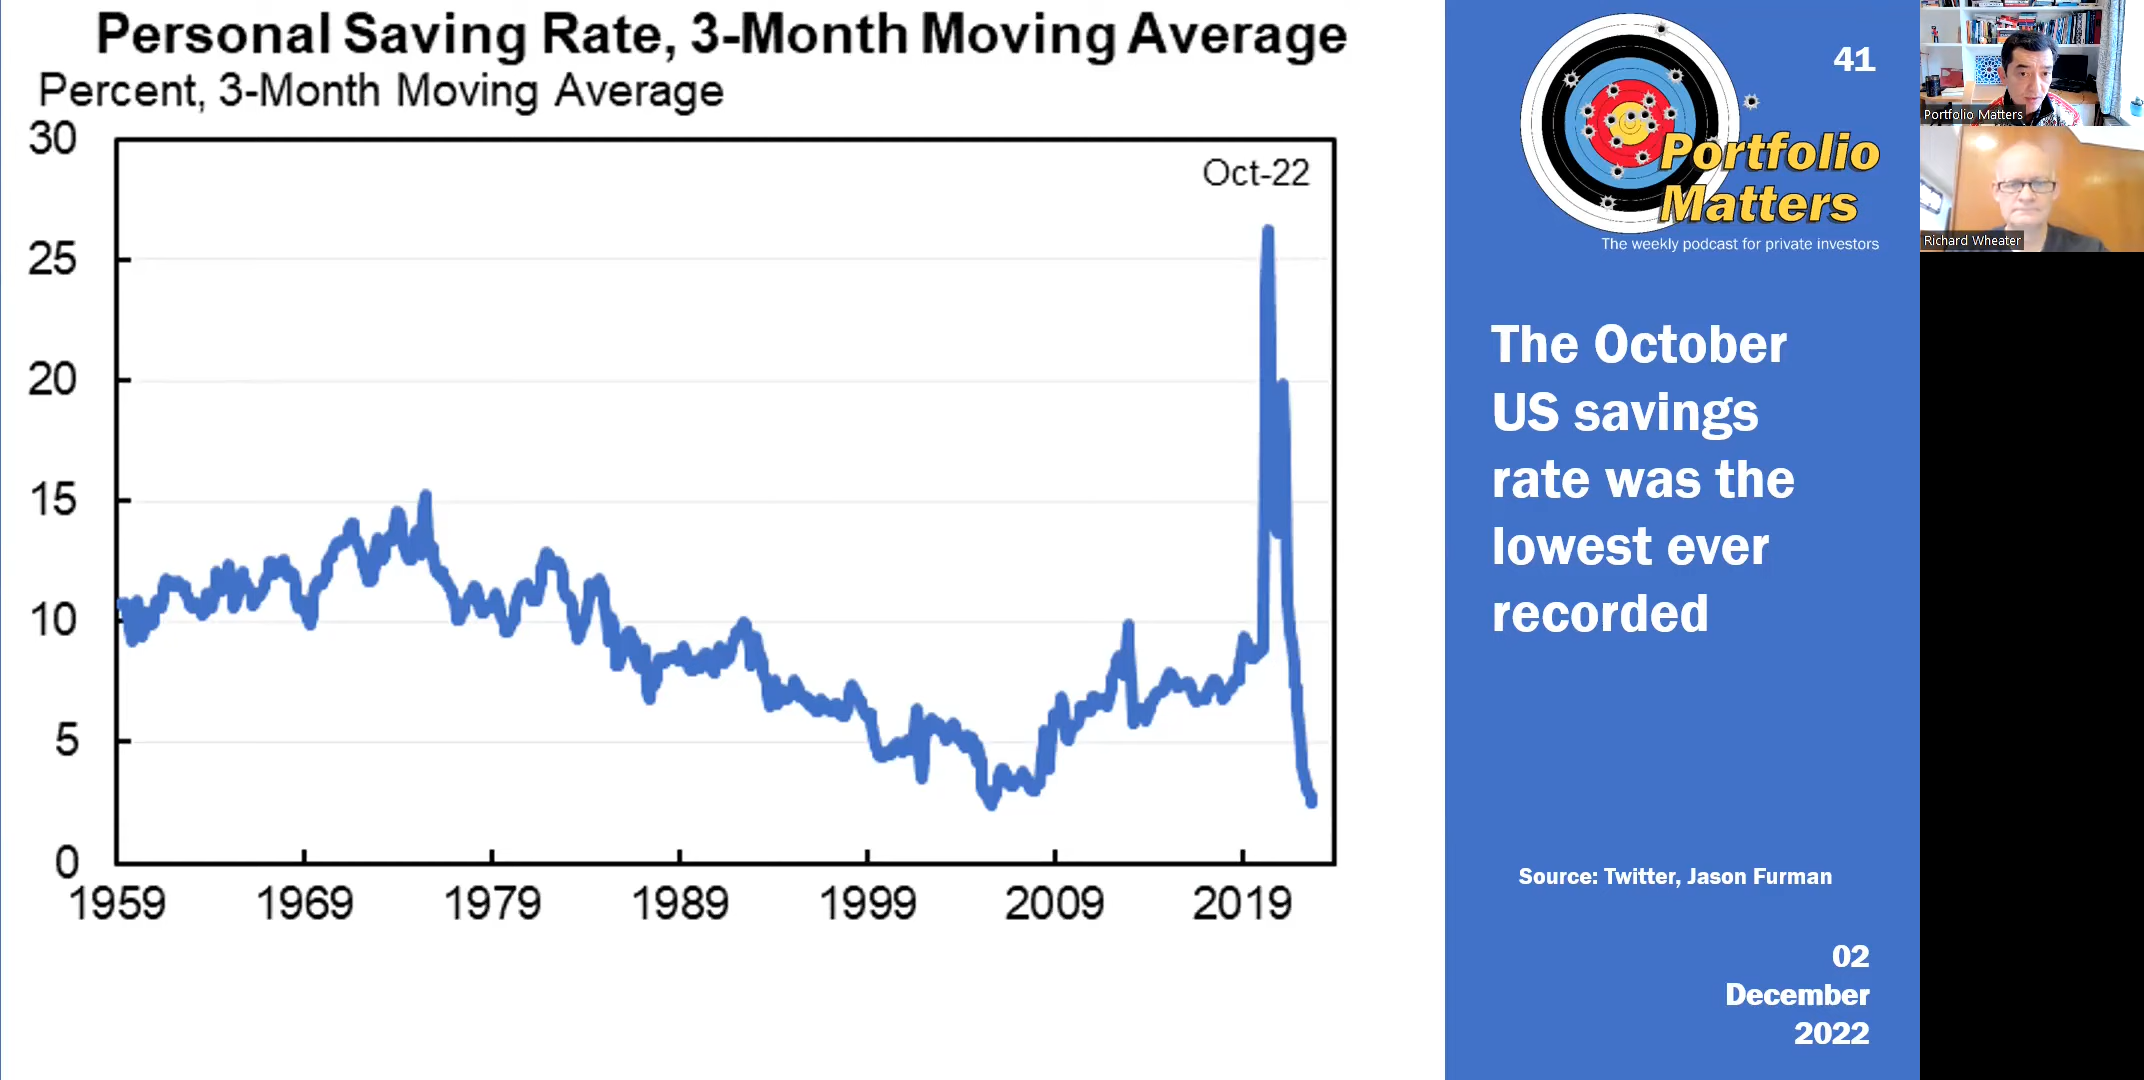 Personal Saving Rate, 3-Month Moving Average
Percent, 3-Month Moving Average
30
25
20
15
10
5
0
Oct-22
1959 1969 1979 1989 1999 2009 2019
41
Portfolio
Matters
The weekly podcast for private investors
The October
US savings
rate was the
lowest ever
recorded
Source: Twitter, Jason Furman
02
December
2022
Portfolio Matters
Richard Wheater